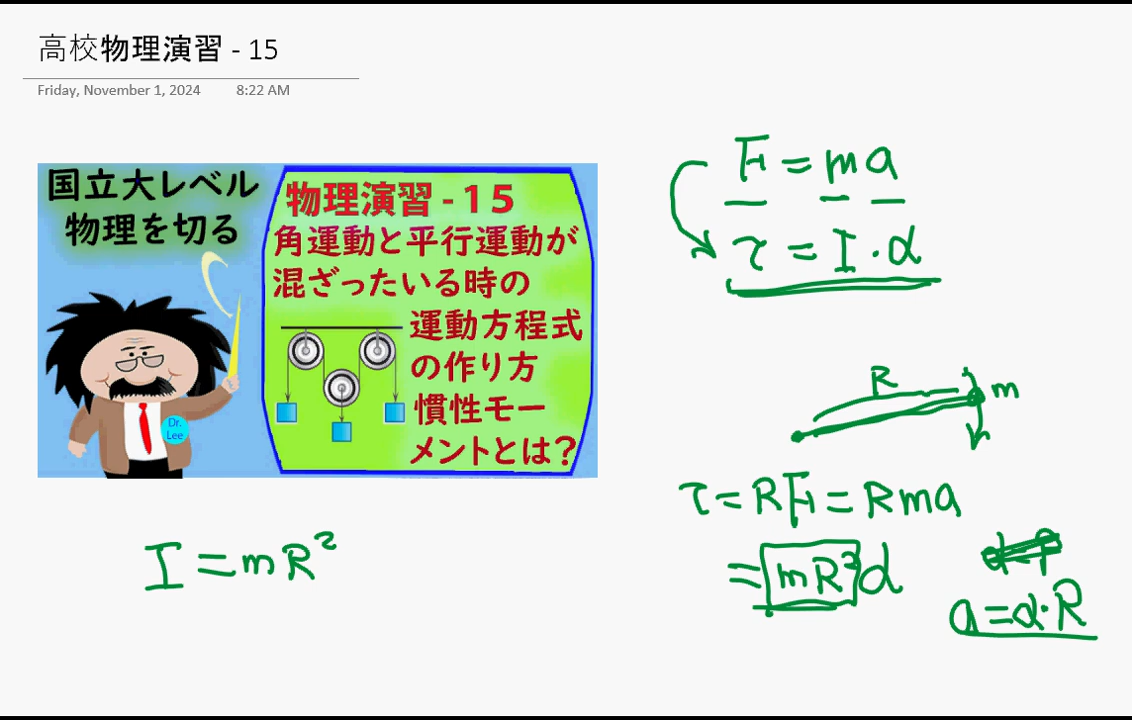 高校物理演習 - 15
Friday, November 1, 2024 8:22 AM
国立大レベル
物理を切る
Dr.
Lee
物理演習-15
角運動と平行運動が
混ざったいる時の
運動方程式
の作り方
慣性モー
メントとは?
F = ma
τ = I・α
R
m
τ = RF = Rma
= mR²α
a = α・R
I = mR²